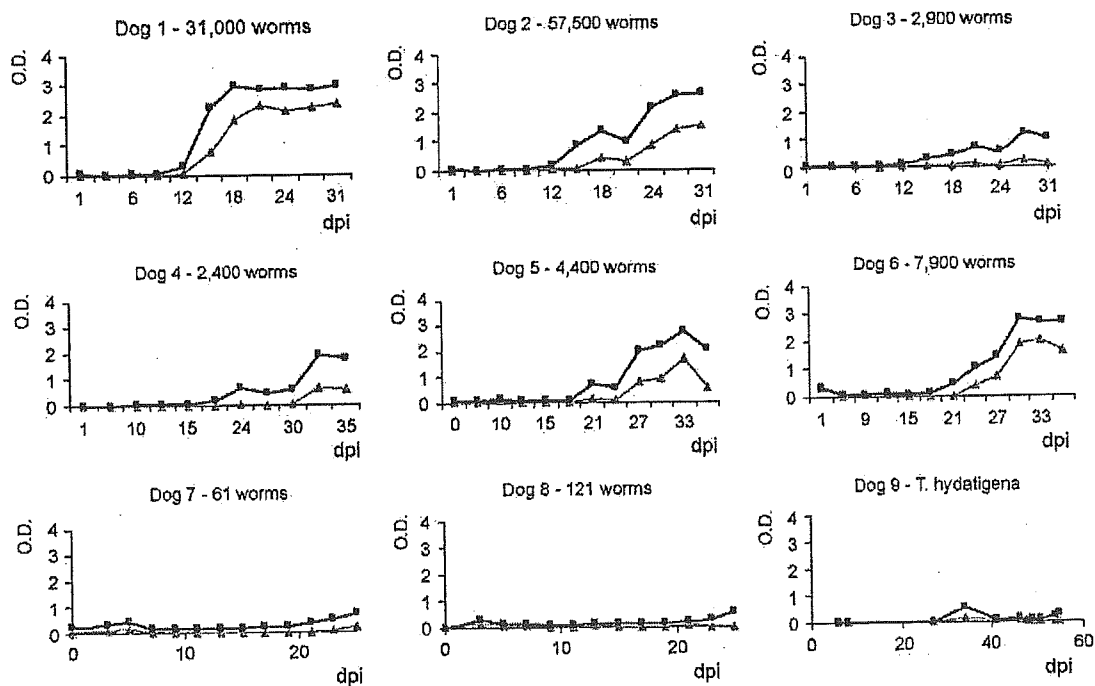 Dog 1 - 31,000 worms
O.D.
4
3
2
1
0
1 6 12 18 24 31
dpi
Dog 2 - 57,500 worms
O.D.
4
3
2
1
0
1 6 12 18 24 31
dpi
Dog 3 - 2,900 worms
O.D.
4
3
2
1
0
1 6 12 18 24 31
dpi
Dog 4 - 2,400 worms
O.D.
4
3
2
1
0
1 10 15 24 30 35
dpi
Dog 5 - 4,400 worms
O.D.
4
3
2
1
0
0 10 15 21 27 33
dpi
Dog 6 - 7,900 worms
O.D.
4
3
2
1
0
1 9 15 21 27 33
dpi
Dog 7 - 61 worms
O.D.
4
3
2
1
0
0 10 20
dpi
Dog 8 - 121 worms
O.D.
4
3
2
1
0
0 10 20
dpi
Dog 9 - T. hydatigena
O.D.
4
3
2
1
0
0 20 40 60
dpi